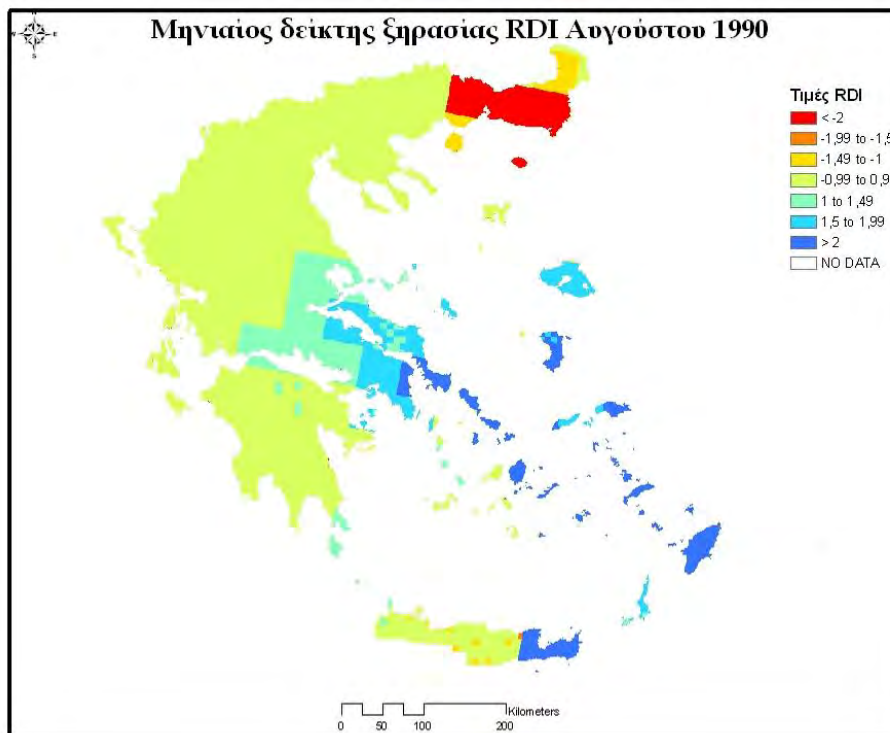 Μηνιαίος δείκτης ξηρασίας RDI Αυγούστου 1990
N
W
E
S
Τιμές RDI
< -2
-1,99 to -1,5
-1,49 to -1
-0,99 to 0,9
1 to 1,49
1,5 to 1,99
> 2
NO DATA
Kilometers
0 50 100 200